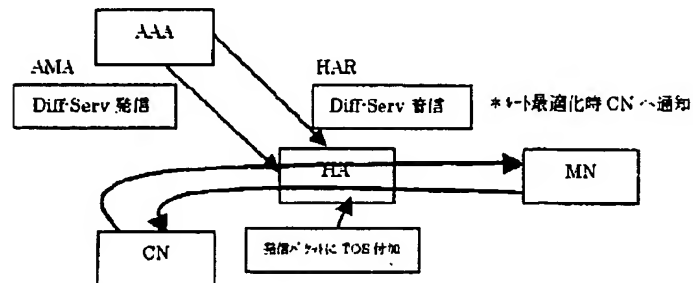 AAA
AMA
HAR
Diff-Serv 発信
Diff-Serv 着信
*ルート最適化時 CN へ通知
HA
MN
発信パケットに TOS 付加
CN